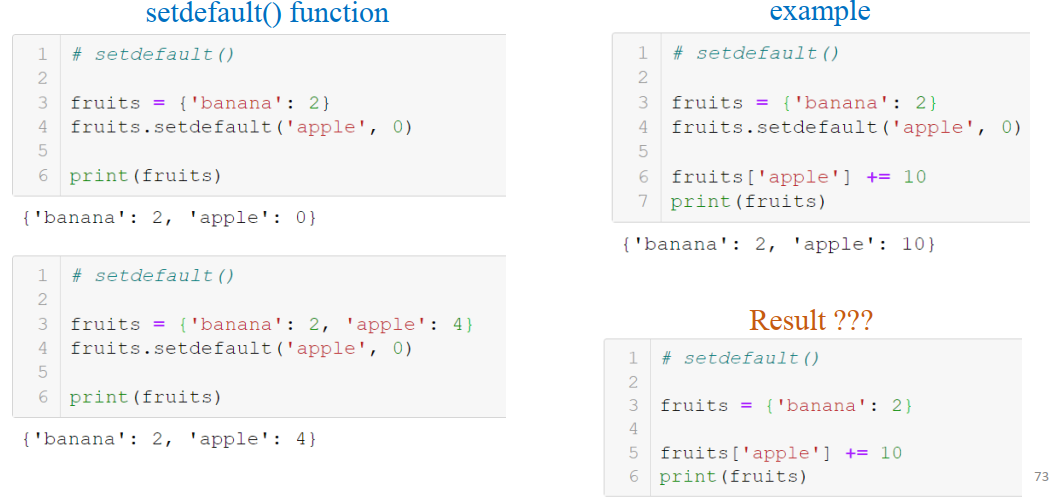 setdefault() function
1 # setdefault()
2
3 fruits = {'banana': 2}
4 fruits.setdefault('apple', 0)
5
6 print(fruits)
{'banana': 2, 'apple': 0}
1 # setdefault()
2
3 fruits = {'banana': 2, 'apple': 4}
4 fruits.setdefault('apple', 0)
5
6 print(fruits)
{'banana': 2, 'apple': 4}
example
1 # setdefault()
2
3 fruits = {'banana': 2}
4 fruits.setdefault('apple', 0)
5
6 fruits['apple'] += 10
7 print(fruits)
{'banana': 2, 'apple': 10}
Result ???
1 # setdefault()
2
3 fruits = {'banana': 2}
4
5 fruits['apple'] += 10
6 print(fruits)
73